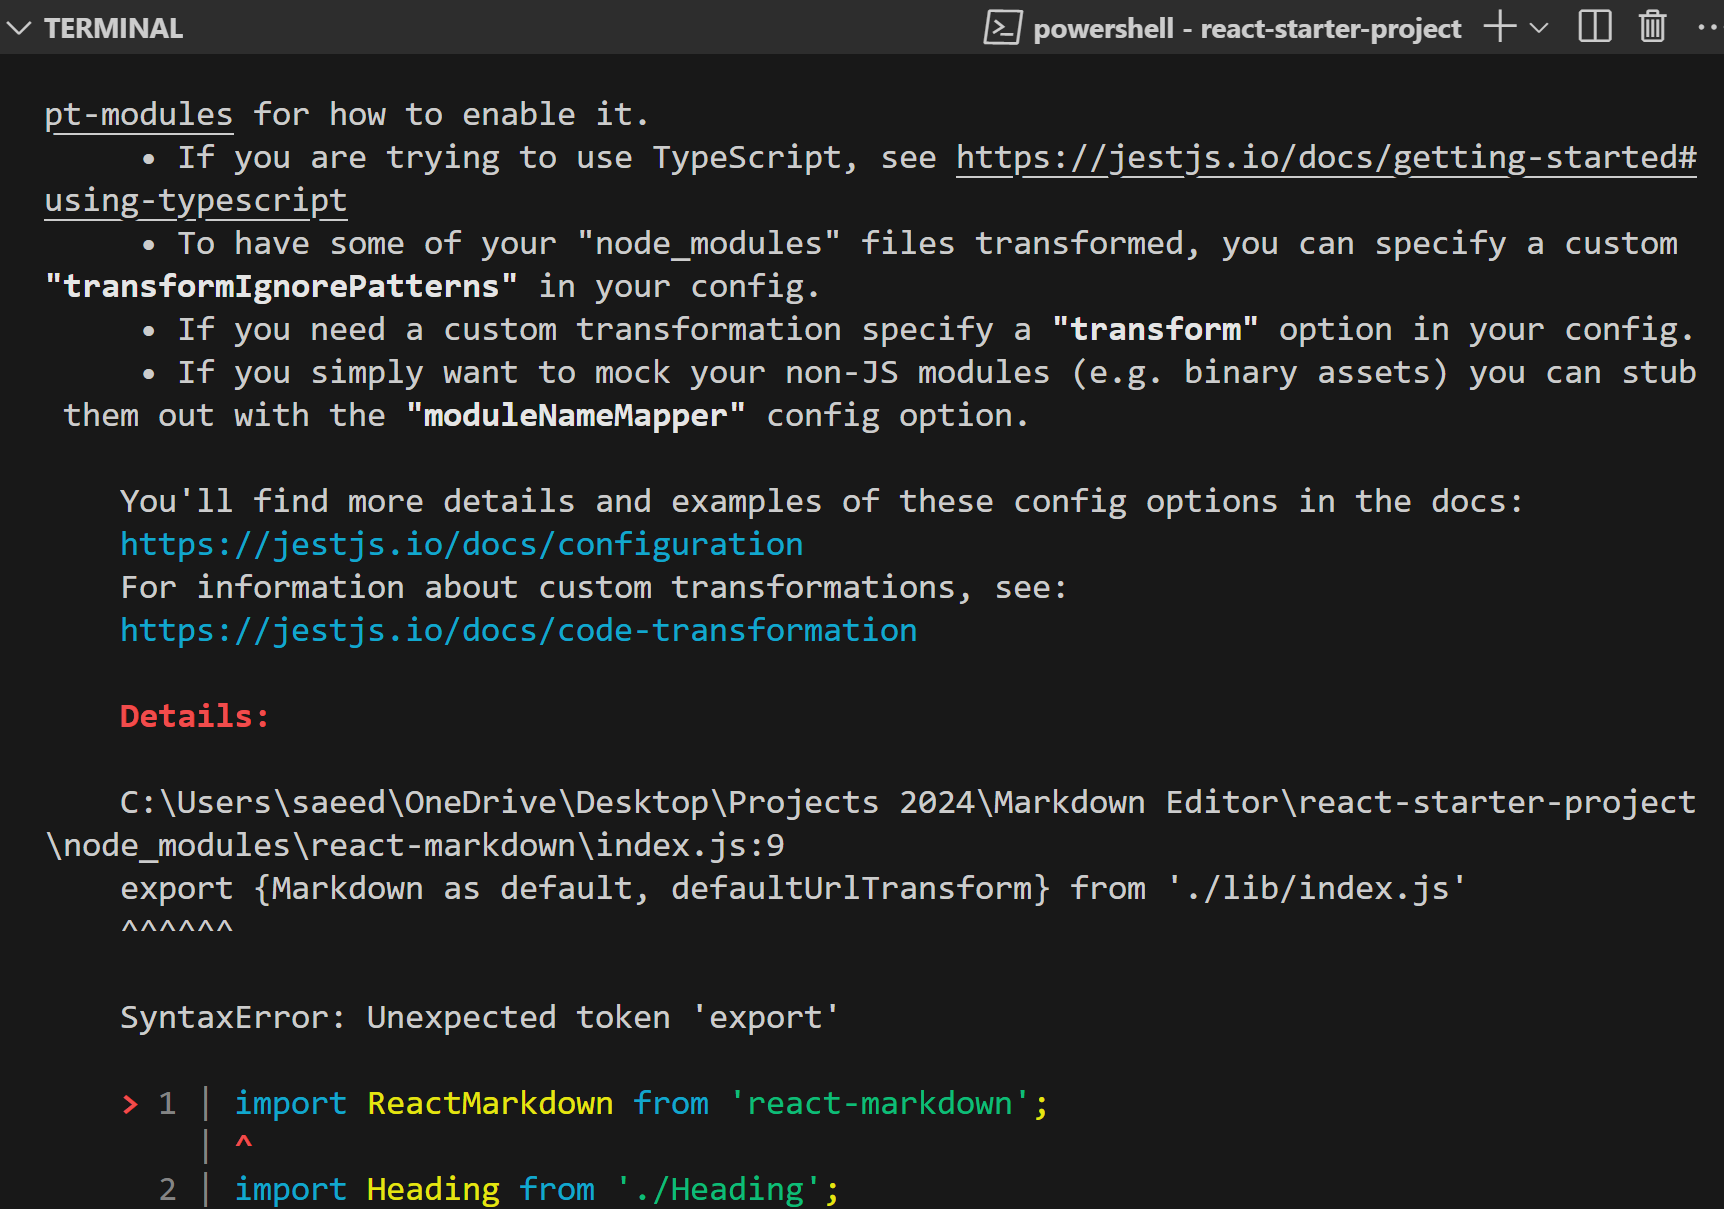 TERMINAL
powershell - react-starter-project
pt-modules for how to enable it.
• If you are trying to use TypeScript, see https://jestjs.io/docs/getting-started#
using-typescript
• To have some of your "node_modules" files transformed, you can specify a custom
"transformIgnorePatterns" in your config.
• If you need a custom transformation specify a "transform" option in your config.
• If you simply want to mock your non-JS modules (e.g. binary assets) you can stub
them out with the "moduleNameMapper" config option.
You'll find more details and examples of these config options in the docs:
https://jestjs.io/docs/configuration
For information about custom transformations, see:
https://jestjs.io/docs/code-transformation
Details:
C:\Users\saeed\OneDrive\Desktop\Projects 2024\Markdown Editor\react-starter-project
\node_modules\react-markdown\index.js:9
export {Markdown as default, defaultUrlTransform} from './lib/index.js'
^^^^^^
SyntaxError: Unexpected token 'export'
> 1 | import ReactMarkdown from 'react-markdown';
| ^
2 | import Heading from './Heading';